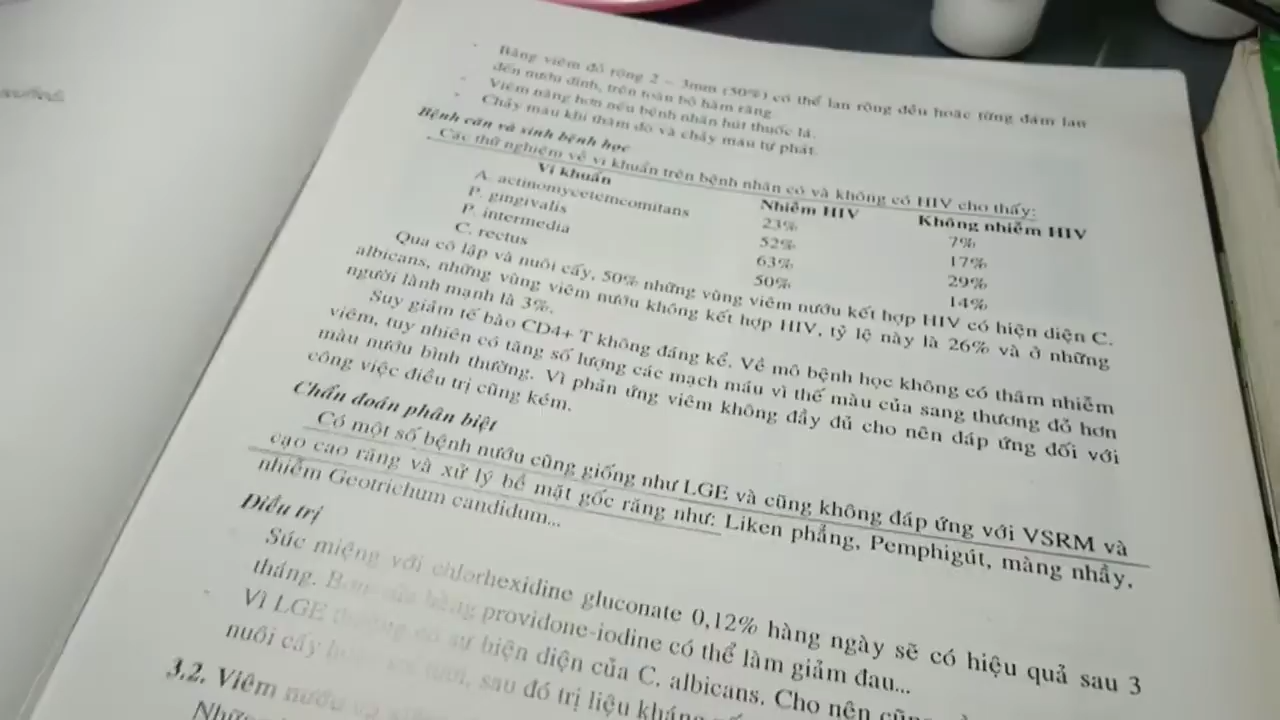 Băng viêm đỏ rộng 2 - 3mm (30%) có thể lan rộng đều hoặc từng đám lan
đến nướu dính, trên toàn bộ hàm răng
Viêm nặng hơn nếu bệnh nhân hút thuốc lá.
Chảy máu khi thăm dò và chảy máu tự phát.
Bệnh căn và sinh bệnh học
Các thử nghiệm về vi khuẩn trên bệnh nhân có và không có HIV cho thấy:
Vi khuẩn Nhiễm HIV Không nhiễm HIV
A. actinomycetemcomitans 23% 7%
P. gingivalis 52% 17%
P. intermedia 63% 29%
C. rectus 50% 14%
Qua cô lập và nuôi cấy, 50% những vùng viêm nướu kết hợp HIV có hiện diện C.
albicans, những vùng viêm nướu không kết hợp HIV, tỷ lệ này là 26% và ở những
người lành mạnh là 3%.
Suy giảm tế bào CD4+ T không đáng kể. Về mô bệnh học không có thâm nhiễm
viêm, tuy nhiên có tăng số lượng các mạch máu vì thế màu của sang thương đỏ hơn
màu nướu bình thường. Vì phản ứng viêm không đầy đủ cho nên đáp ứng đối với
công việc điều trị cũng kém.
Chẩn đoán phân biệt
Có một số bệnh nướu cũng giống như LGE và cũng không đáp ứng với VSRM và
cạo cao răng và xử lý bề mặt gốc răng như: Liken phẳng, Pemphigút, màng nhầy,
nhiễm Geotrichum candidum...
Điều trị
Súc miệng với chlorhexidine gluconate 0,12% hàng ngày sẽ có hiệu quả sau 3
tháng. bằng providone-iodine có thể làm giảm đau...
Vì LGE thường có sự hiện diện của C. albicans. Cho nên
nuôi cấy sau đó trị liệu kháng
3.2. Viêm nướu